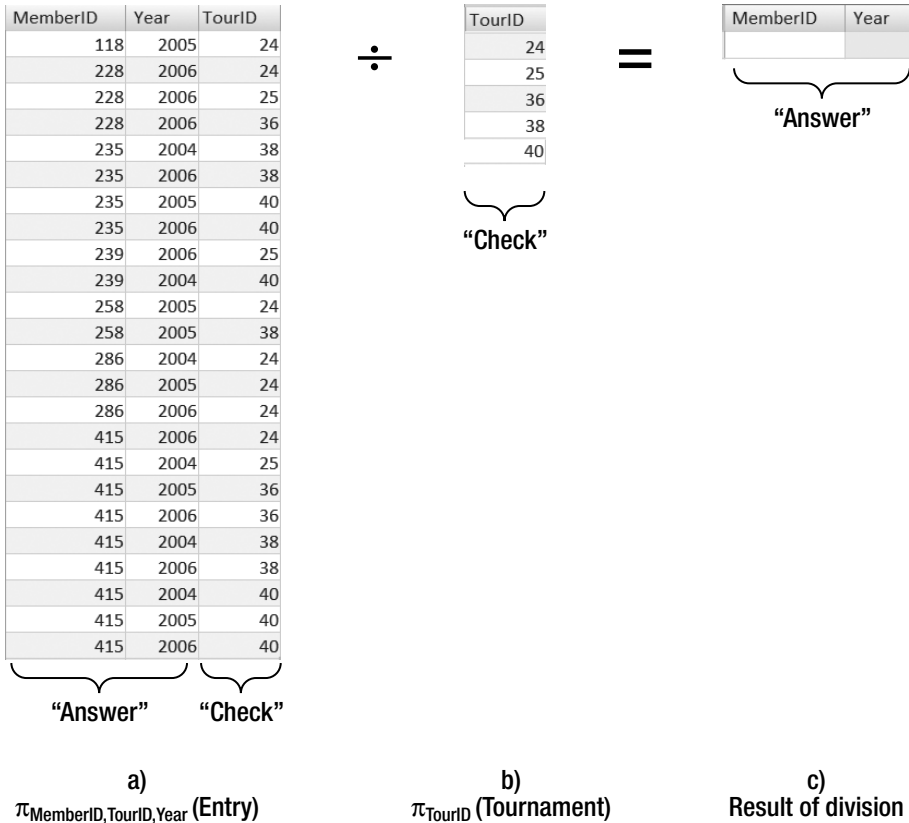 MemberID Year TourID
118 2005 24
228 2006 24
228 2006 25
228 2006 36
235 2004 38
235 2006 38
235 2005 40
235 2006 40
239 2006 25
239 2004 40
258 2005 24
258 2005 38
286 2004 24
286 2005 24
286 2006 24
415 2006 24
415 2004 25
415 2005 36
415 2006 36
415 2004 38
415 2006 38
415 2004 40
415 2005 40
415 2006 40
“Answer” “Check”
a)
πMemberID,TourID,Year (Entry)
÷
TourID
24
25
36
38
40
“Check”
b)
πTourID (Tournament)
=
MemberID Year
“Answer”
c)
Result of division